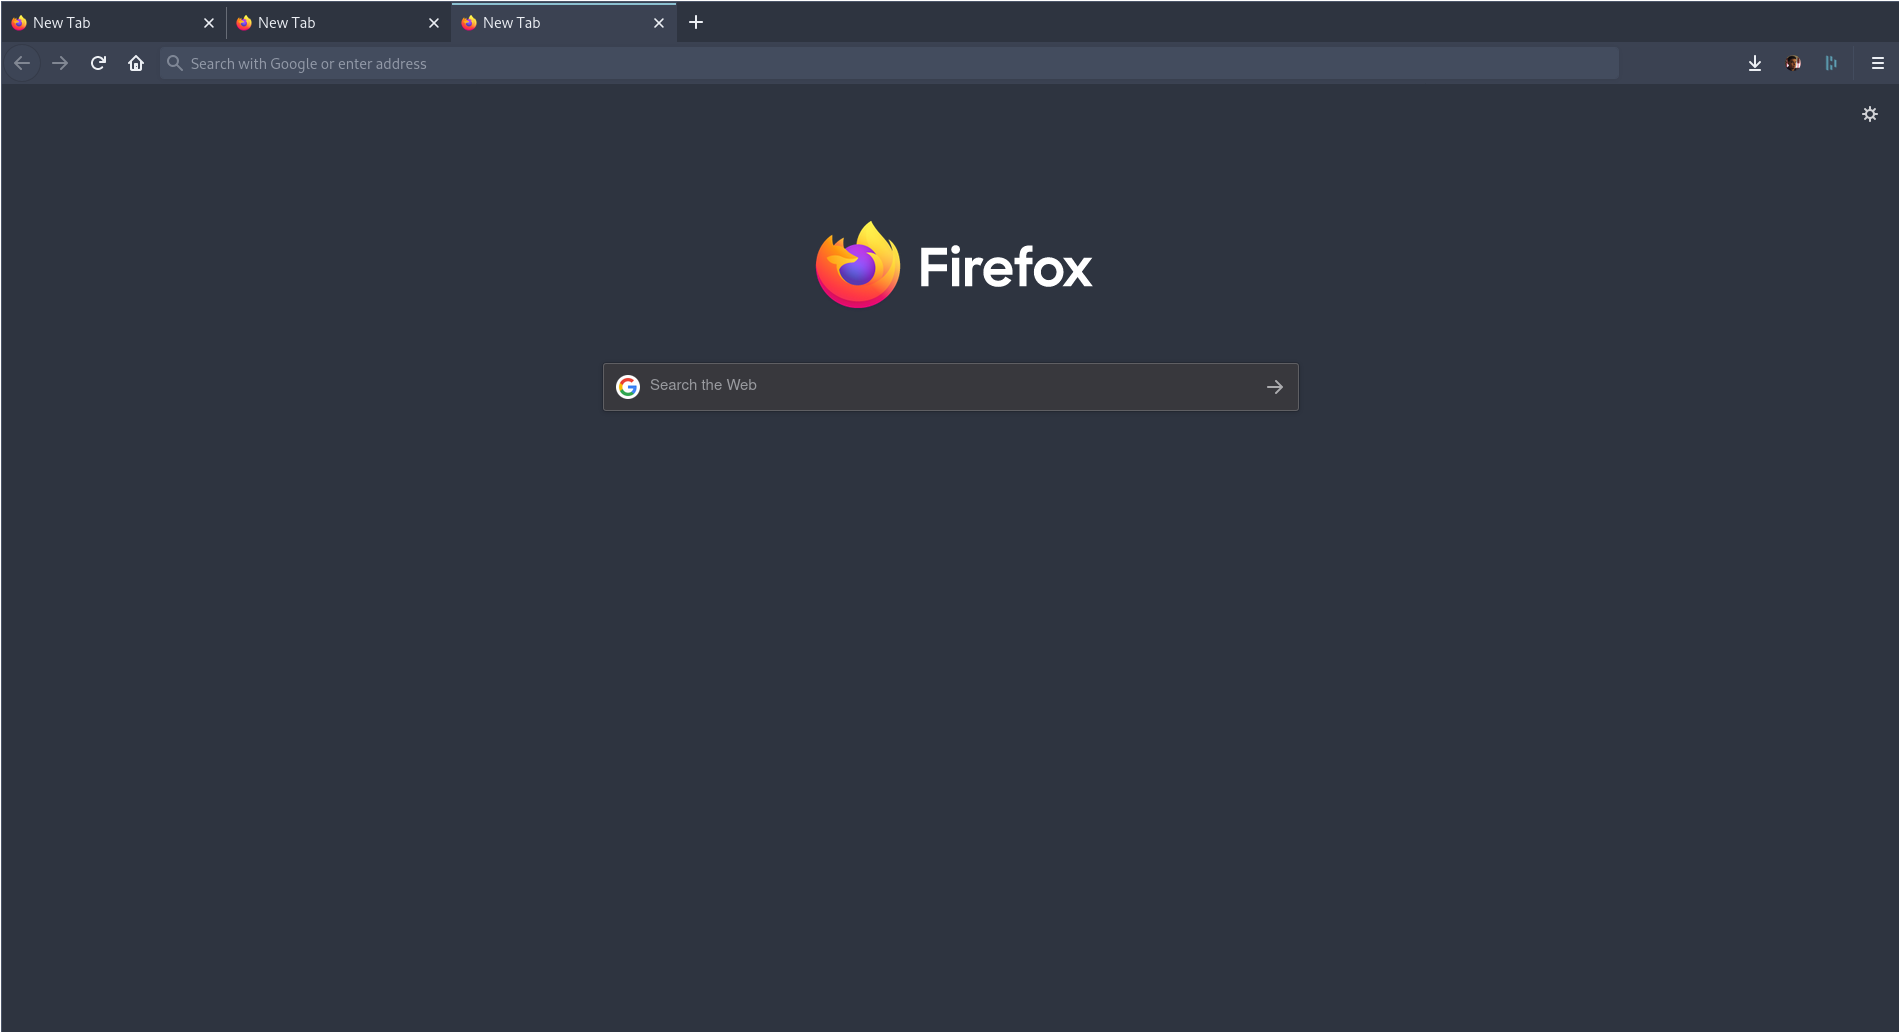 New Tab
New Tab
New Tab
Search with Google or enter address
Firefox
Search the Web